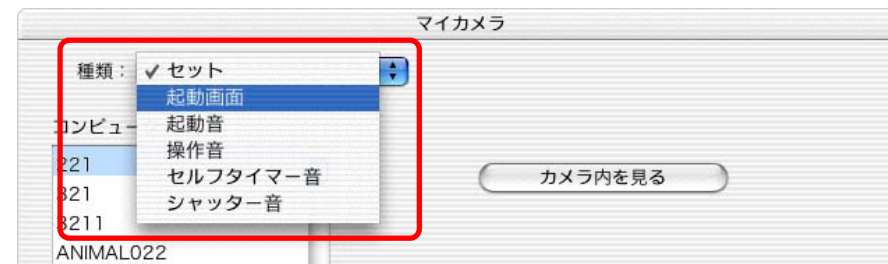 マイカメラ
種類： ✓ セット
起動画面
起動音
操作音
セルフタイマー音
シャッター音
コンピュー
221
321
3211
ANIMAL022
カメラ内を見る